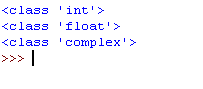 <class 'int'>
<class 'float'>
<class 'complex'>
>>>